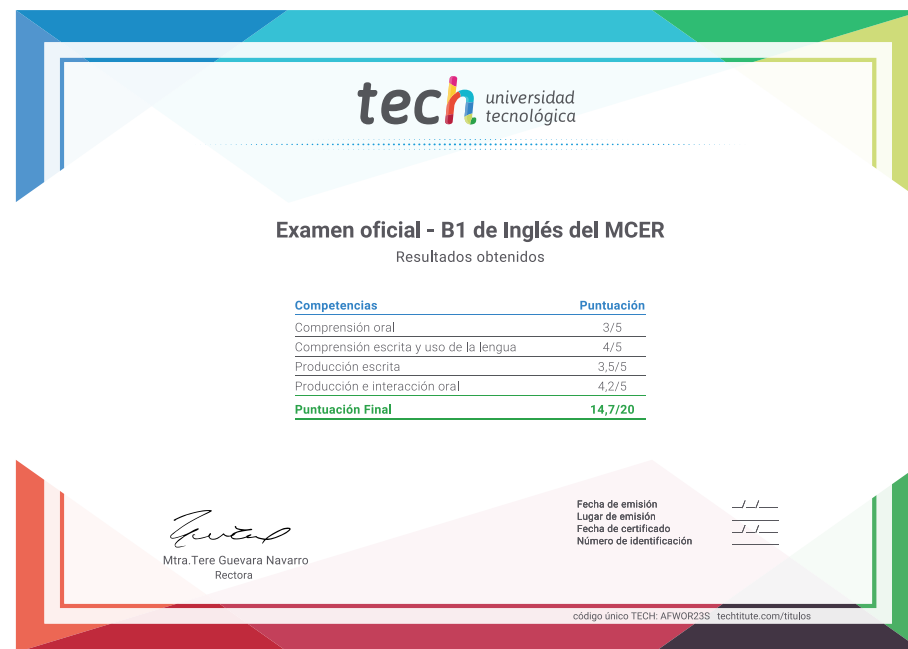 tech universidad
tecnológica
Examen oficial - B1 de Inglés del MCER
Resultados obtenidos
Competencias Puntuación
Comprensión oral 3/5
Comprensión escrita y uso de la lengua 4/5
Producción escrita 3,5/5
Producción e interacción oral 4,2/5
Puntuación Final 14,7/20
Fecha de emisión __/__/____
Lugar de emisión ________
Fecha de certificado __/__/____
Número de identificación ________
Mtra.Tere Guevara Navarro
Rectora
código único TECH: AFWOR23S techtitute.com/titulos